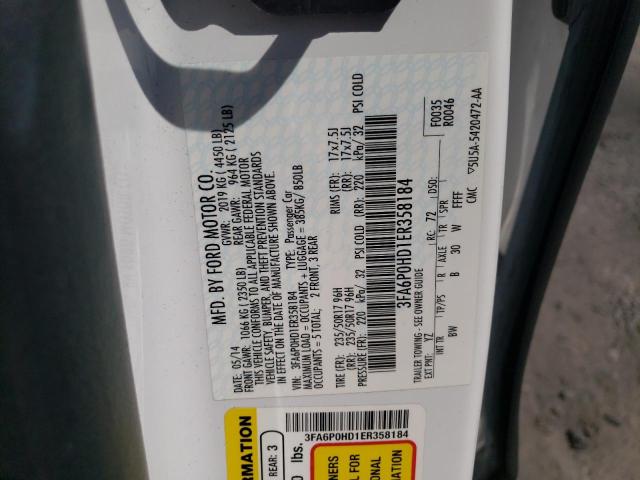 MFD. BY FORD MOTOR CO.
DATE: 05/14 GVWR: 2019 KG ( 4450 LB)
FRONT GAWR: 1066 KG ( 2350 LB) REAR GAWR: 964 KG ( 2125 LB)
THIS VEHICLE CONFORMS TO ALL APPLICABLE FEDERAL MOTOR
VEHICLE SAFETY, BUMPER, AND THEFT PREVENTION STANDARDS
IN EFFECT ON THE DATE OF MANUFACTURE SHOWN ABOVE.
VIN: 3FA6P0HD1ER358184 TYPE: Passenger Car
MAXIMUM LOAD = OCCUPANTS + LUGGAGE = 385KG/ 850LB
OCCUPANTS = 5 TOTAL; 2 FRONT, 3 REAR
TIRE (FR): 235/50R17 96H RIMS (FR): 17x7.5J
(RR): 235/50R17 96H (RR): 17x7.5J
PRESSURE (FR): 220 kPa/ 32 PSI COLD (RR): 220 kPa/ 32 PSI COLD
3FA6P0HD1ER358184
F0035
R0046
TRAILER TOWING - SEE OWNER GUIDE
EXT PNT: YZ RC: 72 DSO:
INT TR TP/PS R AXLE TR SPR
BW B 30 W FFFF
CMC 5U5A-5420472-AA
3FA6P0HD1ER358184
REAR: 3
lbs.